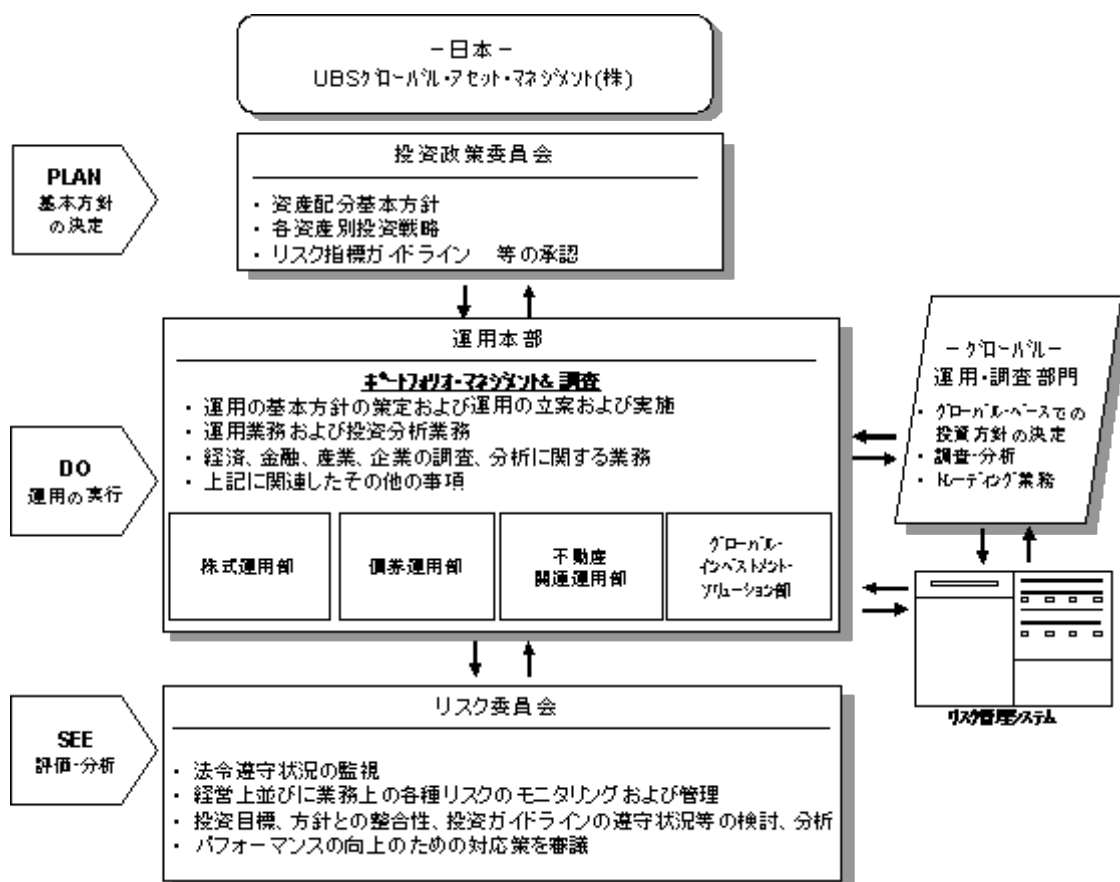 －日本－
UBSｸﾞﾛｰﾊﾞﾙ・ｱｾｯﾄ・ﾏﾈｼﾞﾒﾝﾄ(株)
PLAN
基本方針
の決定
投資政策委員会
・ 資産配分基本方針
・ 各資産別投資戦略
・ リスク指標ガイドライン　等の承認
運用本部
ﾎﾟｰﾄﾌｫﾘｵ・ﾏﾈｼﾞﾒﾝﾄ& 調査
・ 運用の基本方針の策定および運用の立案および実施
・ 運用業務および投資分析業務
・ 経済、金融、産業、企業の調査、分析に関する業務
・ 上記に関連したその他の事項
DO
運用の実行
株式運用部
債券運用部
不動産
関連運用部
ｸﾞﾛｰﾊﾞﾙ・
ｲﾝﾍﾞｽﾄﾒﾝﾄ・
ｿﾘｭｰｼｮﾝ部
－ｸﾞﾛｰﾊﾞﾙ－
運用・調査部門
・ ｸﾞﾛｰﾊﾞﾙ・ﾍﾞｰｽでの
投資方針の決定
・ 調査・分析
・ ﾄﾚｰﾃﾞｨﾝｸﾞ業務
ﾘｽｸ管理ｼｽﾃﾑ
SEE
評価・分析
リスク委員会
・ 法令遵守状況の監視
・ 経営上並びに業務上の各種リスクのモニタリングおよび管理
・ 投資目標、方針との整合性、投資ガイドラインの遵守状況等の検討、分析
・ パフォーマンスの向上のための対応策を審議